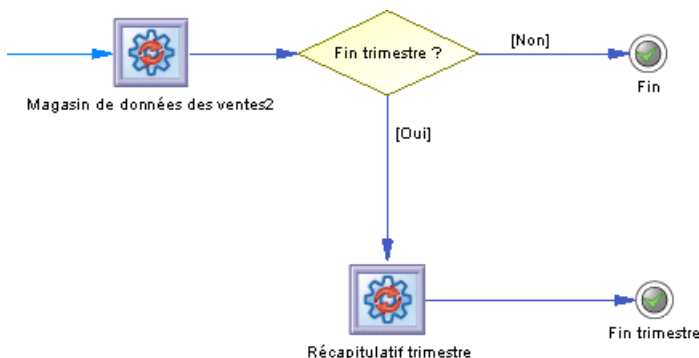 Fin trimestre ?
[Non]
Magasin de données des ventes2
Fin
[Oui]
Récapitulatif trimestre
Fin trimestre